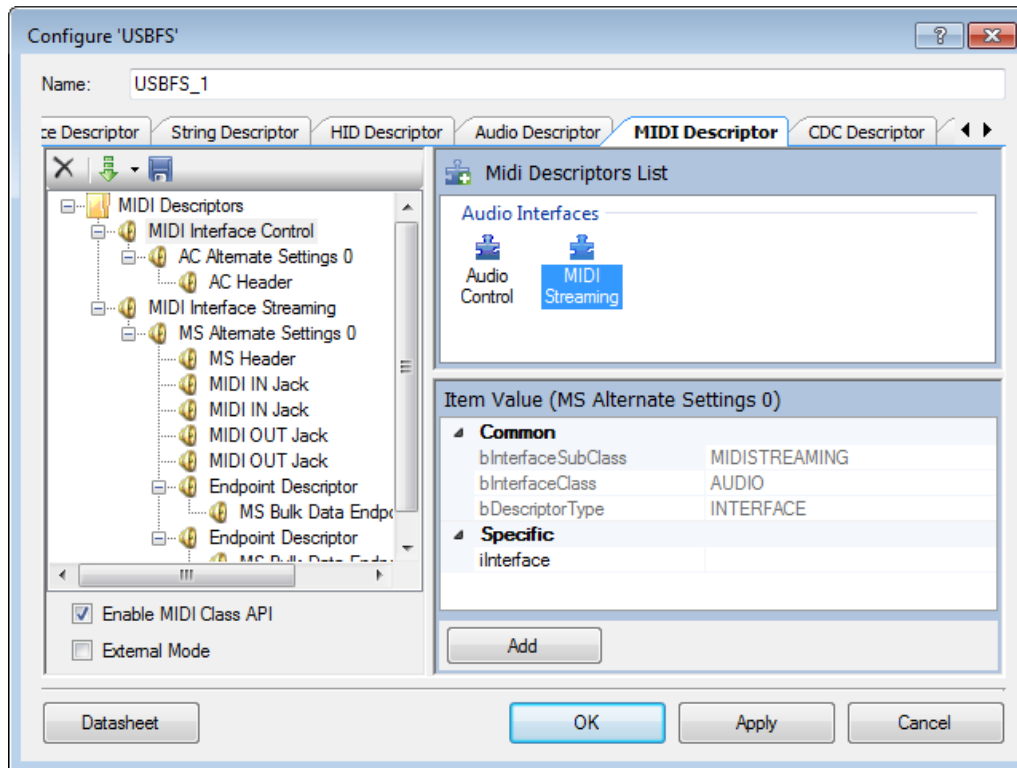 Configure 'USBFS'
Name: USBFS_1
ce Descriptor String Descriptor HID Descriptor Audio Descriptor MIDI Descriptor CDC Descriptor
MIDI Descriptors
MIDI Interface Control
AC Alternate Settings 0
AC Header
MIDI Interface Streaming
MS Alternate Settings 0
MS Header
MIDI IN Jack
MIDI IN Jack
MIDI OUT Jack
MIDI OUT Jack
Endpoint Descriptor
MS Bulk Data Endpo
Endpoint Descriptor
MS Bulk Data Endpo
Enable MIDI Class API
External Mode
Midi Descriptors List
Audio Interfaces
Audio
Control
MIDI
Streaming
Item Value (MS Alternate Settings 0)
Common
bInterfaceSubClass MIDISTREAMING
bInterfaceClass AUDIO
bDescriptorType INTERFACE
Specific
iInterface
Add
Datasheet OK Apply Cancel